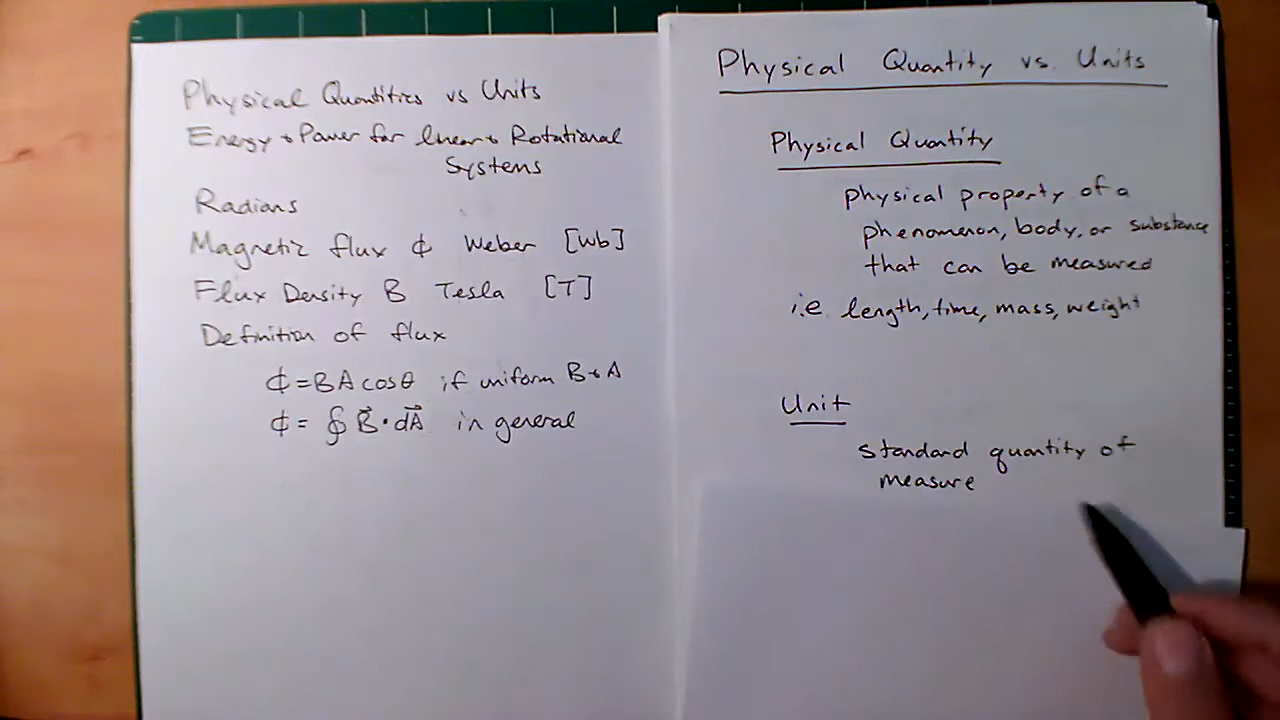 Physical Quantities vs Units
Energy & Power for linear & Rotational
Systems
Radians
Magnetic flux ϕ Weber [Wb]
Flux Density B Tesla [T]
Definition of flux
ϕ = BA cos θ if uniform B & A
ϕ = ∮ B⃗ · dA⃗ in general
Physical Quantity vs. Units
Physical Quantity
physical property of a
phenomenon, body, or substance
that can be measured
i.e. length, time, mass, weight
Unit
standard quantity of
measure